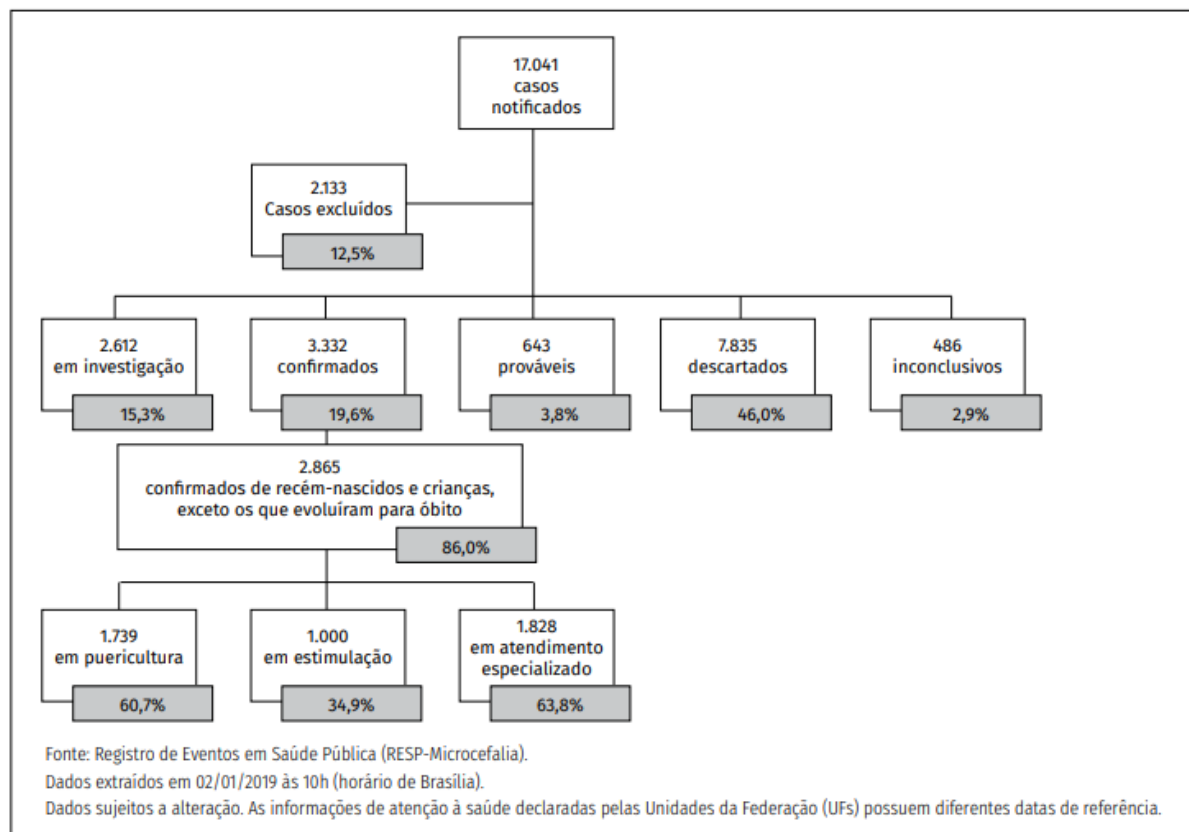 17.041
casos
notificados
2.133
Casos excluídos
12,5%
2.612
em investigação
15,3%
3.332
confirmados
19,6%
643
prováveis
3,8%
7.835
descartados
46,0%
486
inconclusivos
2,9%
2.865
confirmados de recém-nascidos e crianças,
exceto os que evoluíram para óbito
86,0%
1.739
em puericultura
60,7%
1.000
em estimulação
34,9%
1.828
em atendimento
especializado
63,8%
Fonte: Registro de Eventos em Saúde Pública (RESP-Microcefalia).
Dados extraídos em 02/01/2019 às 10h (horário de Brasília).
Dados sujeitos a alteração. As informações de atenção à saúde declaradas pelas Unidades da Federação (UFs) possuem diferentes datas de referência.